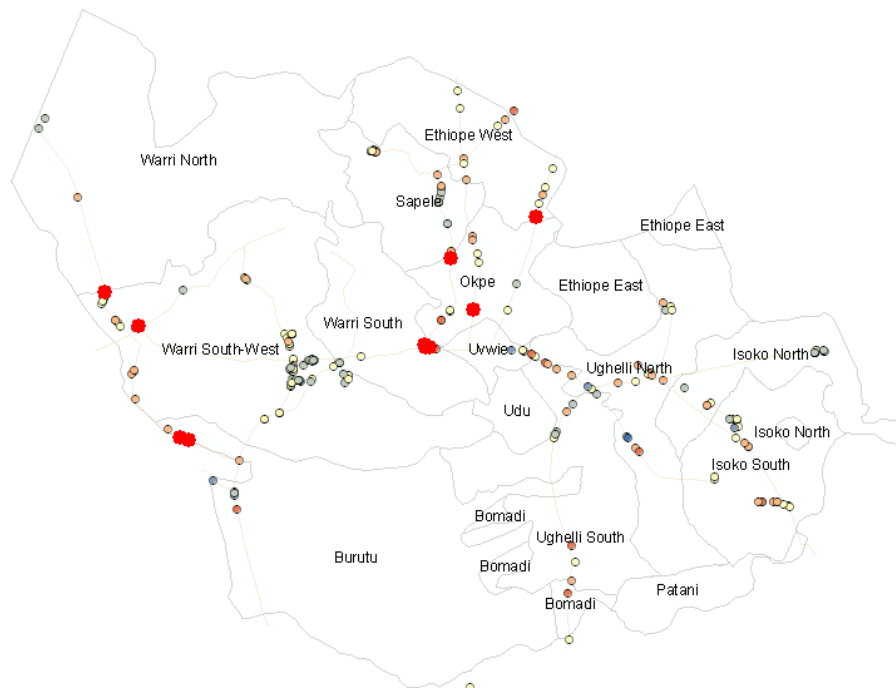 Ethiope West
Warri North
Sapele
Ethiope East
Okpe
Ethiope East
Warri South
Warri South-West
Uvwie
Ughelli North
Isoko North
Udu
Isoko North
Isoko South
Bomadi
Ughelli South
Burutu
Bomadi
Patani
Bomadi